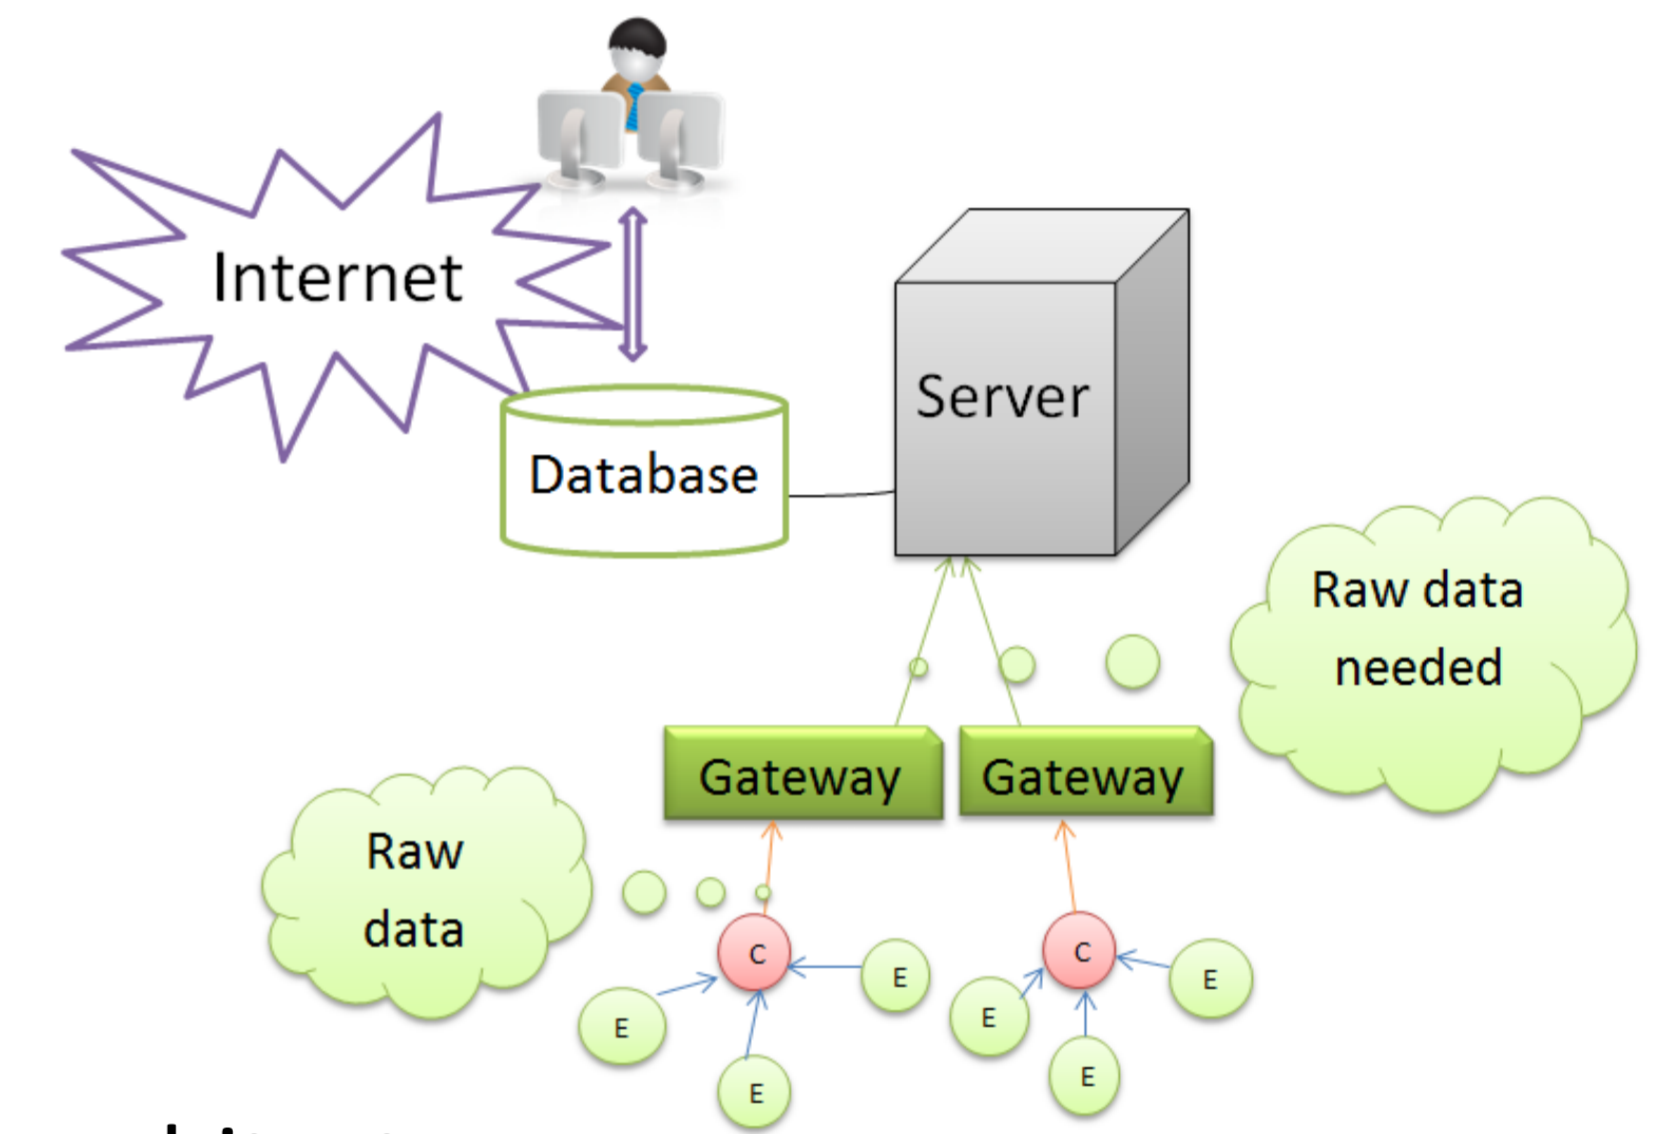 Internet
Server
Database
Raw data
needed
Gateway
Gateway
Raw
data
C
C
E
E
E
E
E
E